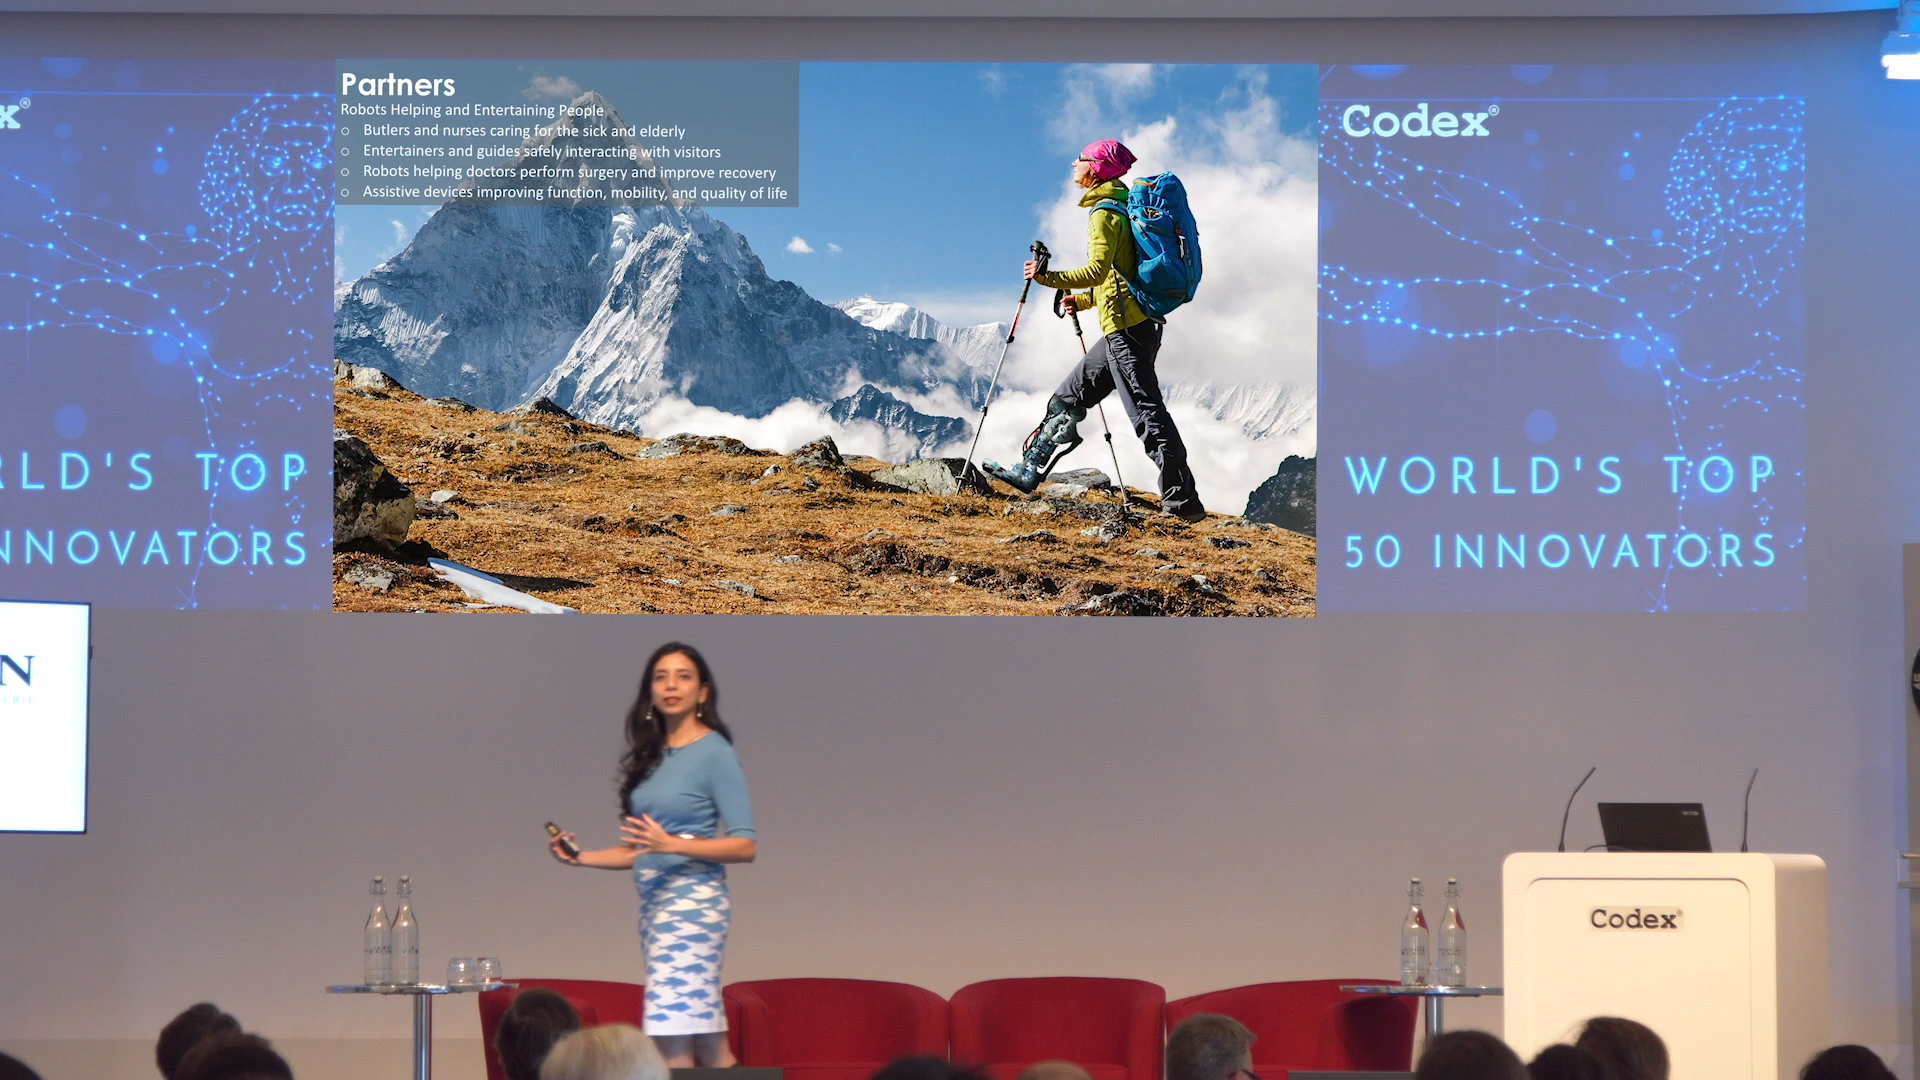 Partners
Robots Helping and Entertaining People
o Butlers and nurses caring for the sick and elderly
o Entertainers and guides safely interacting with visitors
o Robots helping doctors perform surgery and improve recovery
o Assistive devices improving function, mobility, and quality of life
x®
RLD'S TOP
NNOVATORS
Codex®
WORLD'S TOP
50 INNOVATORS
N
ERIE
Codex®